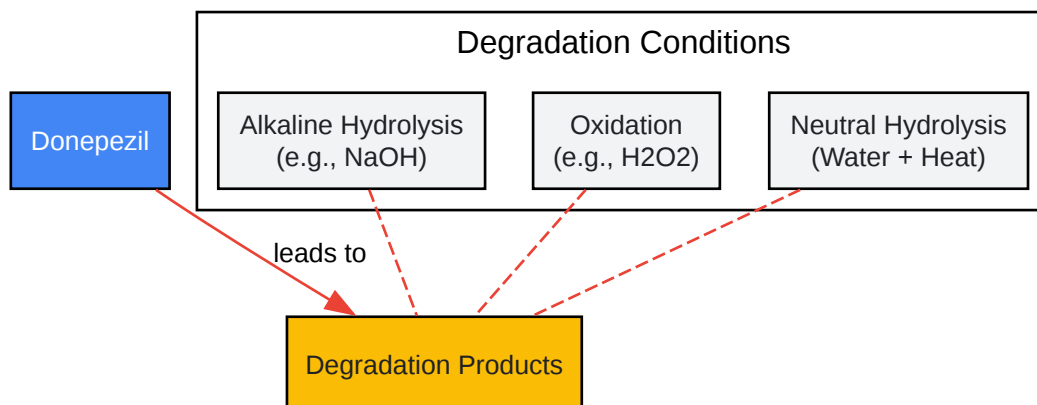 Degradation Conditions
Donepezil
Alkaline Hydrolysis
(e.g., NaOH)
Oxidation
(e.g., H2O2)
Neutral Hydrolysis
(Water + Heat)
leads to
Degradation Products